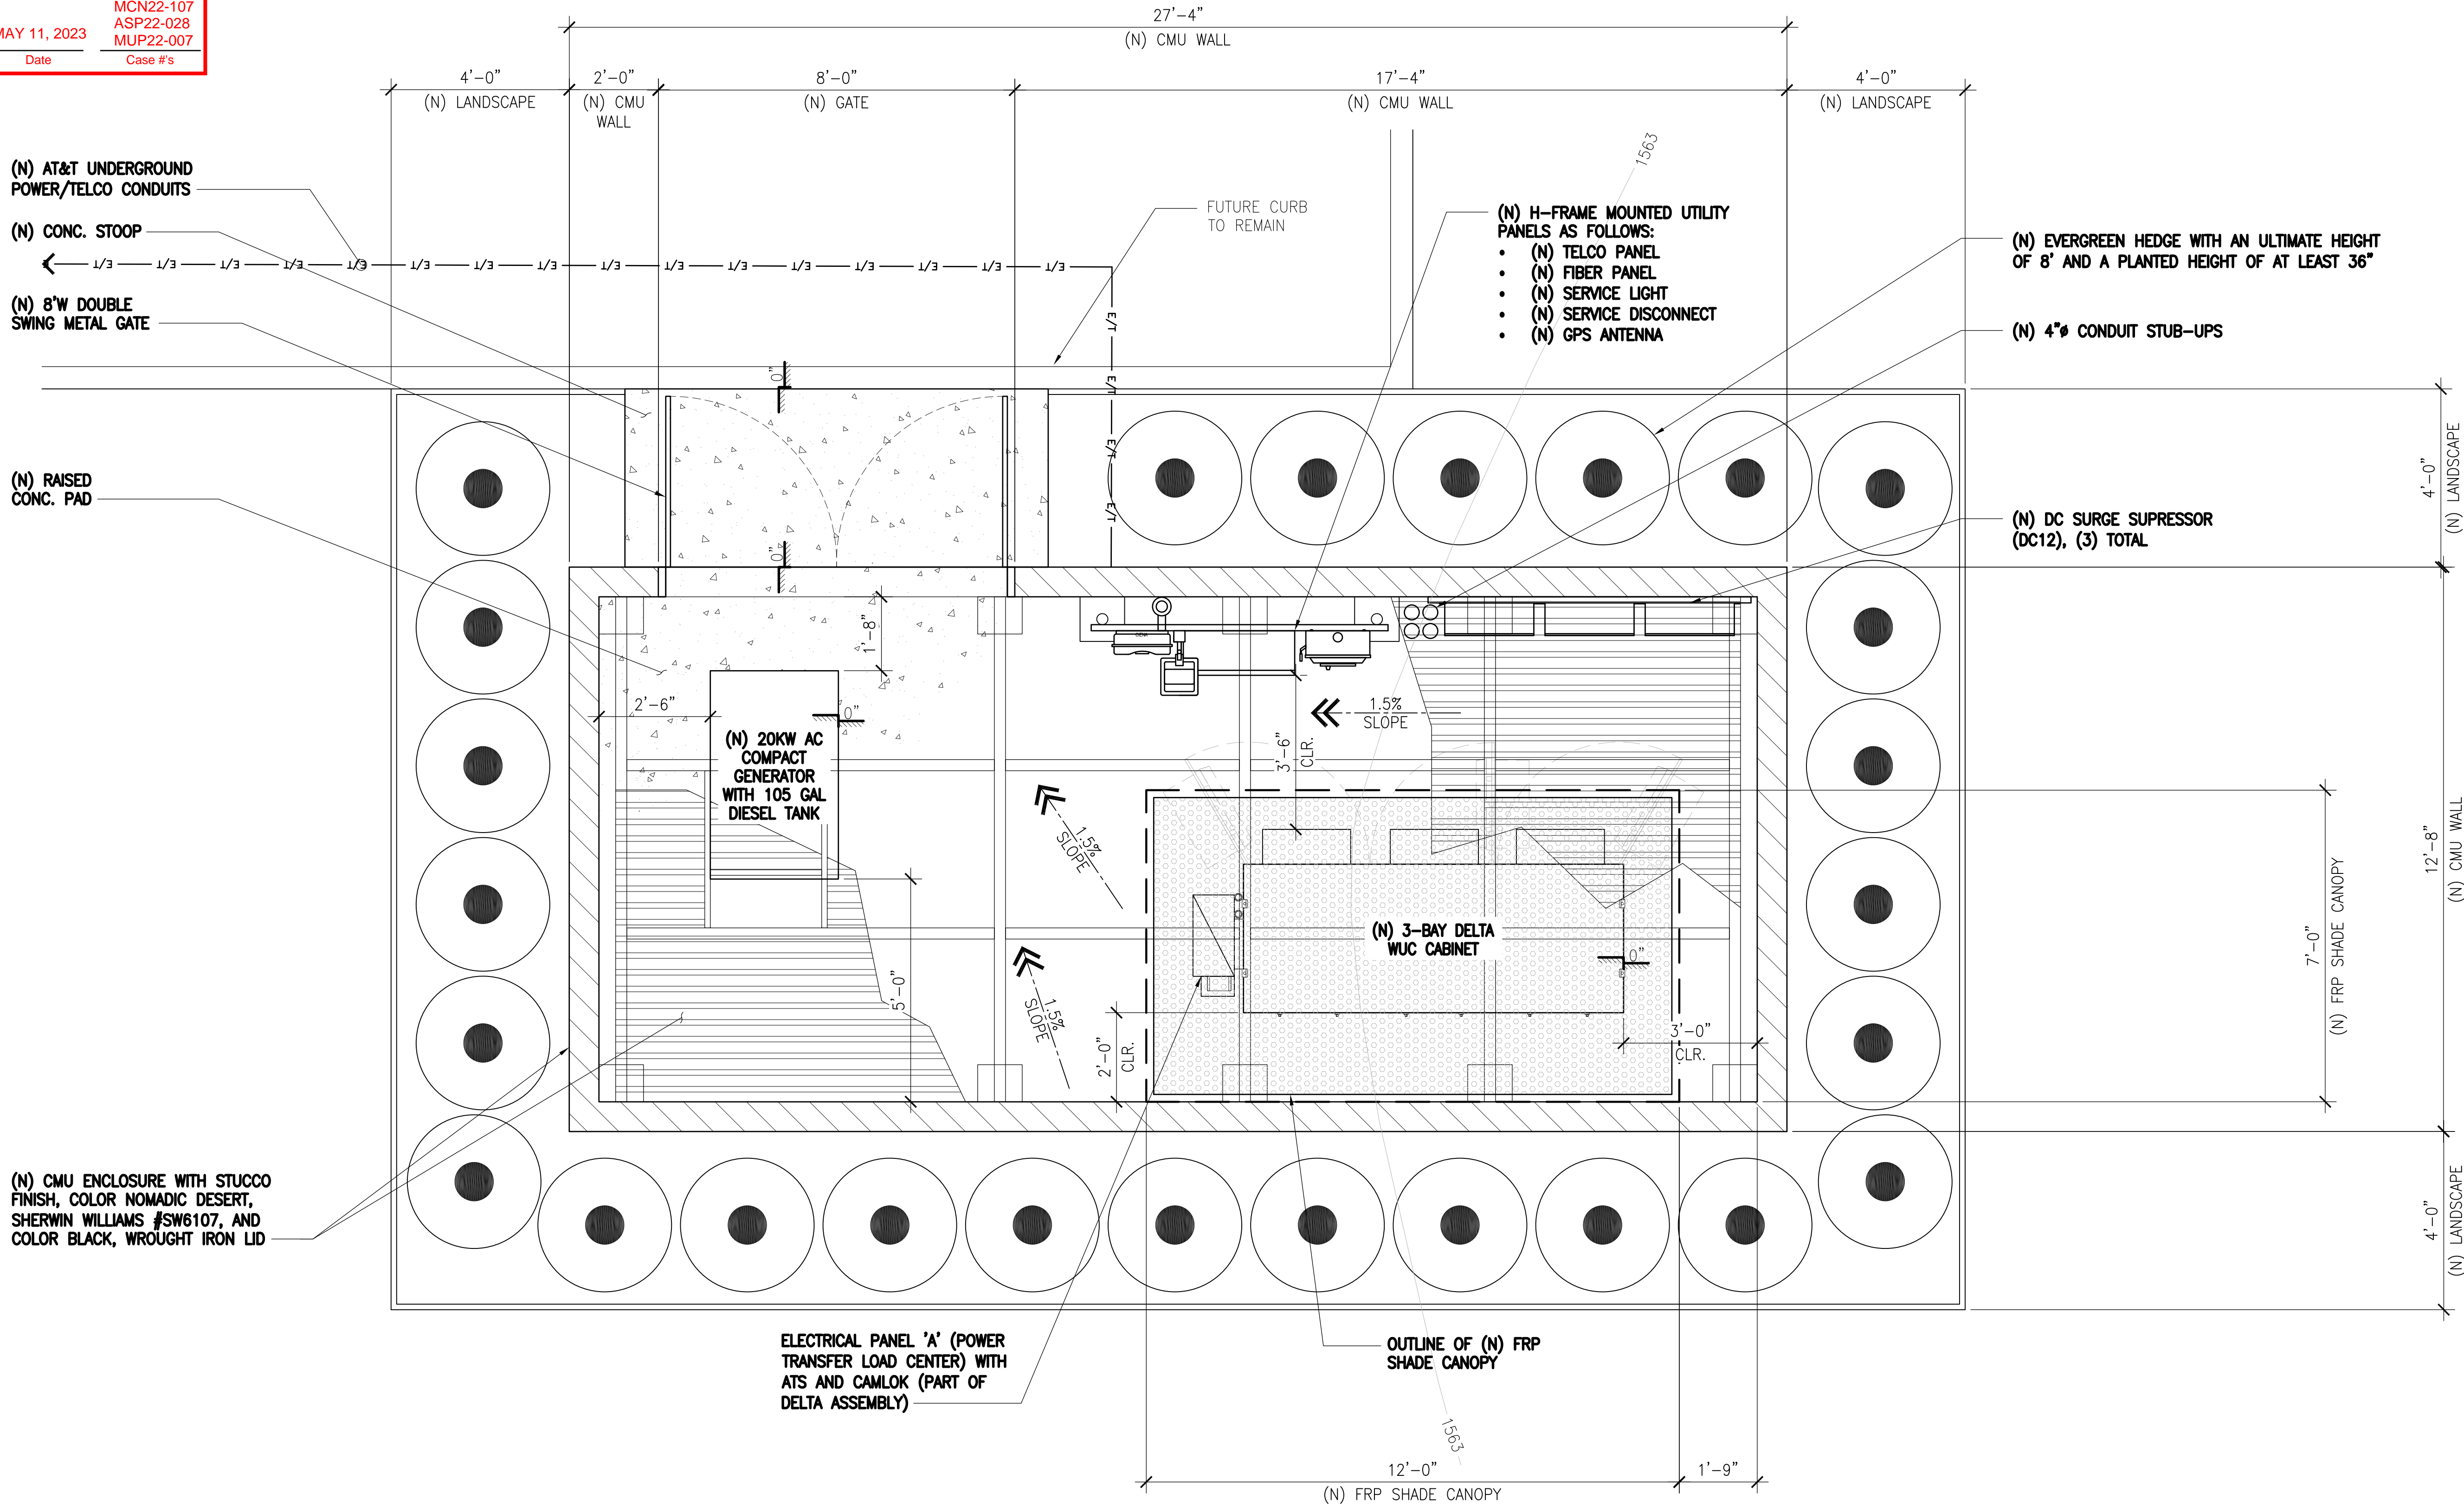 MCN22-107
ASP22-028
MAY 11, 2023
MUP22-007
Date
Case #'s
27'-4"
(N) CMU WALL
4'-0"
(N) LANDSCAPE
2'-0"
(N) CMU
WALL
8'-0"
(N) GATE
17'-4"
(N) CMU WALL
4'-0"
(N) LANDSCAPE
1563
(N) AT&T UNDERGROUND
POWER/TELCO CONDUITS
(N) CONC. STOOP
E/T E/T E/T E/T E/T E/T E/T E/T E/T E/T E/T E/T E/T E/T E/T E/T
E/T
E/T
E/T
E/T
(N) 8'W DOUBLE
SWING METAL GATE
(N) RAISED
CONC. PAD
FUTURE CURB
TO REMAIN
(N) H-FRAME MOUNTED UTILITY
PANELS AS FOLLOWS:
• (N) TELCO PANEL
• (N) FIBER PANEL
• (N) SERVICE LIGHT
• (N) SERVICE DISCONNECT
• (N) GPS ANTENNA
(N) EVERGREEN HEDGE WITH AN ULTIMATE HEIGHT
OF 8' AND A PLANTED HEIGHT OF AT LEAST 36"
(N) 4"ø CONDUIT STUB-UPS
(N) DC SURGE SUPRESSOR
(DC12), (3) TOTAL
0"
0"
1'-8"
2'-6"
0"
(N) 20KW AC
COMPACT
GENERATOR
WITH 105 GAL
DIESEL TANK
5'-0"
1.5%
SLOPE
1.5%
SLOPE
1.5%
SLOPE
3'-6"
CLR.
(N) 3-BAY DELTA
WUC CABINET
0"
2'-0"
CLR.
3'-0"
CLR.
4'-0"
(N) LANDSCAPE
12'-8"
(N) CMU WALL
7'-0"
(N) FRP SHADE CANOPY
4'-0"
(N) LANDSCAPE
(N) CMU ENCLOSURE WITH STUCCO
FINISH, COLOR NOMADIC DESERT,
SHERWIN WILLIAMS #SW6107, AND
COLOR BLACK, WROUGHT IRON LID
ELECTRICAL PANEL 'A' (POWER
TRANSFER LOAD CENTER) WITH
ATS AND CAMLOK (PART OF
DELTA ASSEMBLY)
OUTLINE OF (N) FRP
SHADE CANOPY
1563
12'-0"
(N) FRP SHADE CANOPY
1'-9"